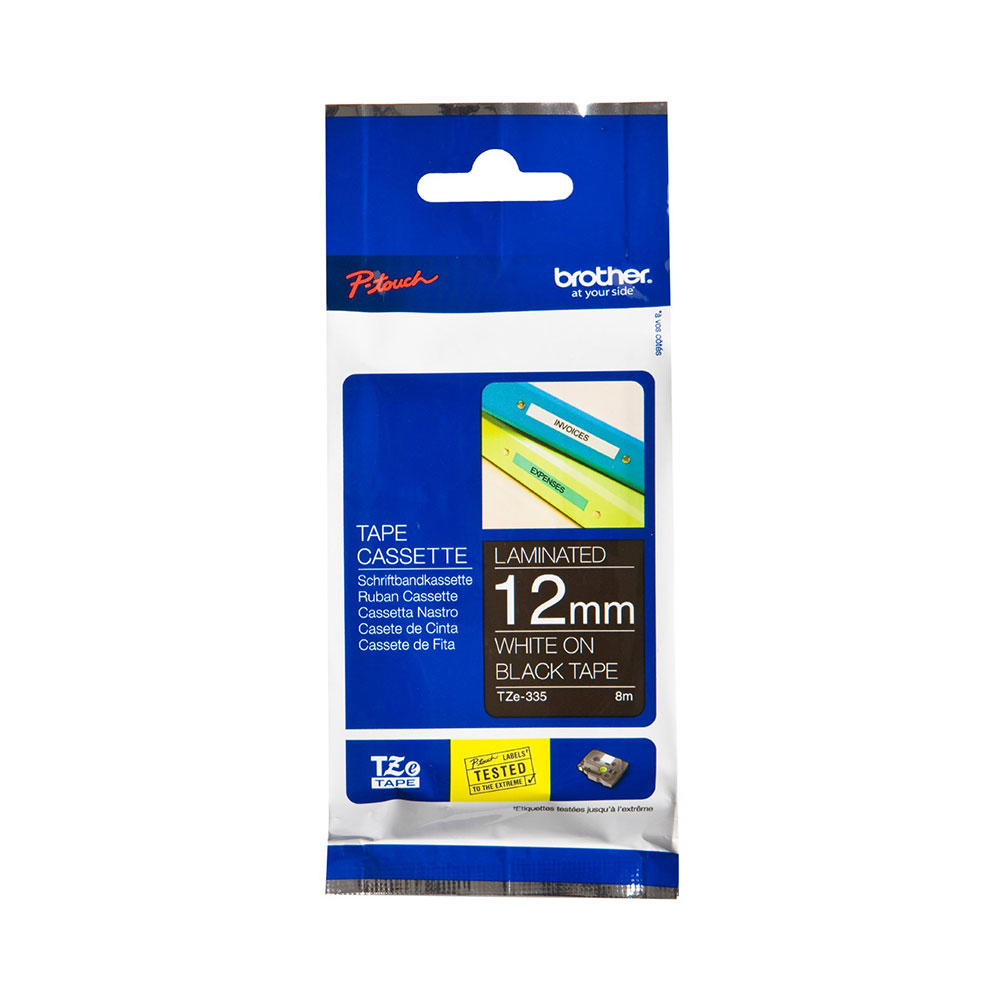 P-touch
brother.
at your side*
*à vos côtés
INVOICES
EXPENSES
TAPE
CASSETTE
Schriftbandkassette
Ruban Cassette
Cassetta Nastro
Casete de Cinta
Cassete de Fita
LAMINATED
12mm
WHITE ON
BLACK TAPE
TZe-335 8m
TZe
TAPE
P-touch LABELS*
TESTED
TO THE EXTREME
*Etiquettes testées jusqu'à l'extrême